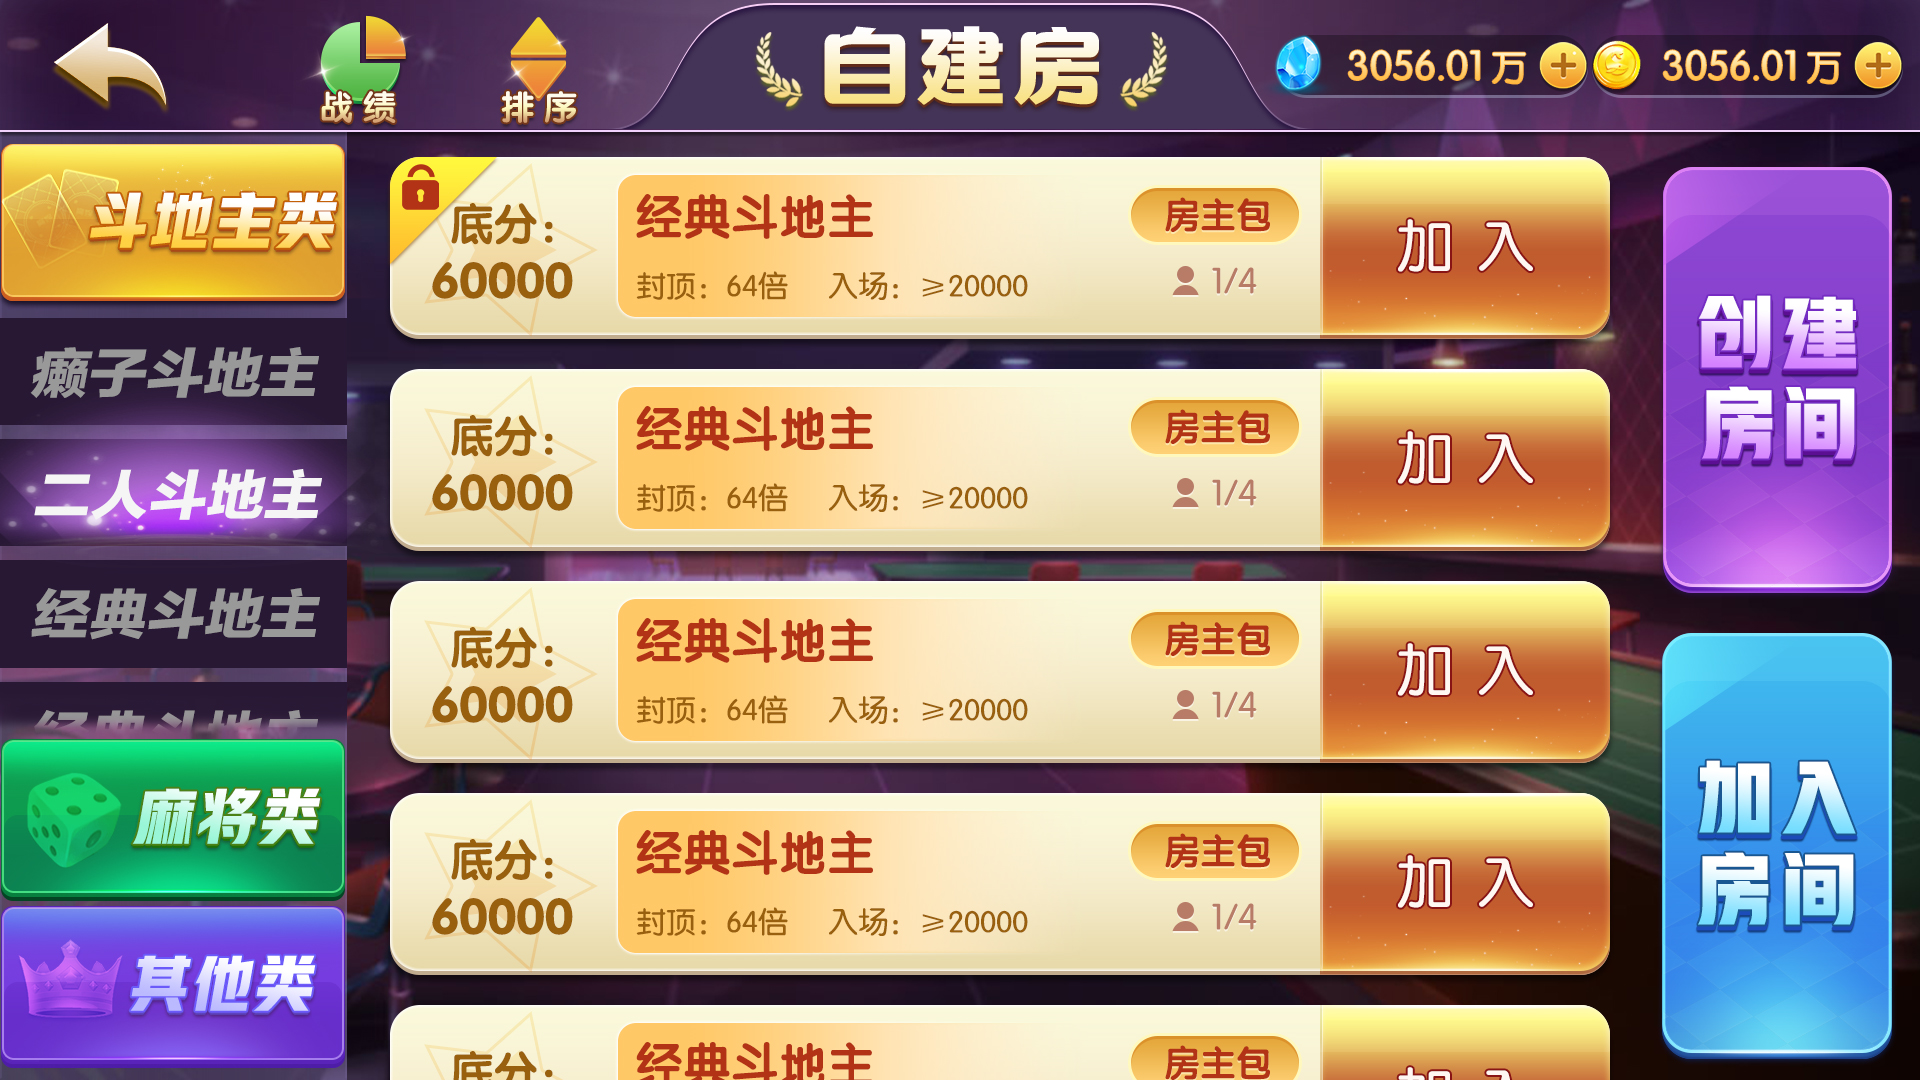 自建房
战绩
排序
3056.01万
3056.01万
斗地主类
癞子斗地主
二人斗地主
经典斗地主
经典斗地主
麻将类
其他类
底分:
60000
经典斗地主
封顶: 64倍 入场: ≥20000
房主包
1/4
加入
底分:
60000
经典斗地主
封顶: 64倍 入场: ≥20000
房主包
1/4
加入
底分:
60000
经典斗地主
封顶: 64倍 入场: ≥20000
房主包
1/4
加入
底分:
60000
经典斗地主
封顶: 64倍 入场: ≥20000
房主包
1/4
加入
底分:
经典斗地主
房主包
加入
创建
房间
加入
房间